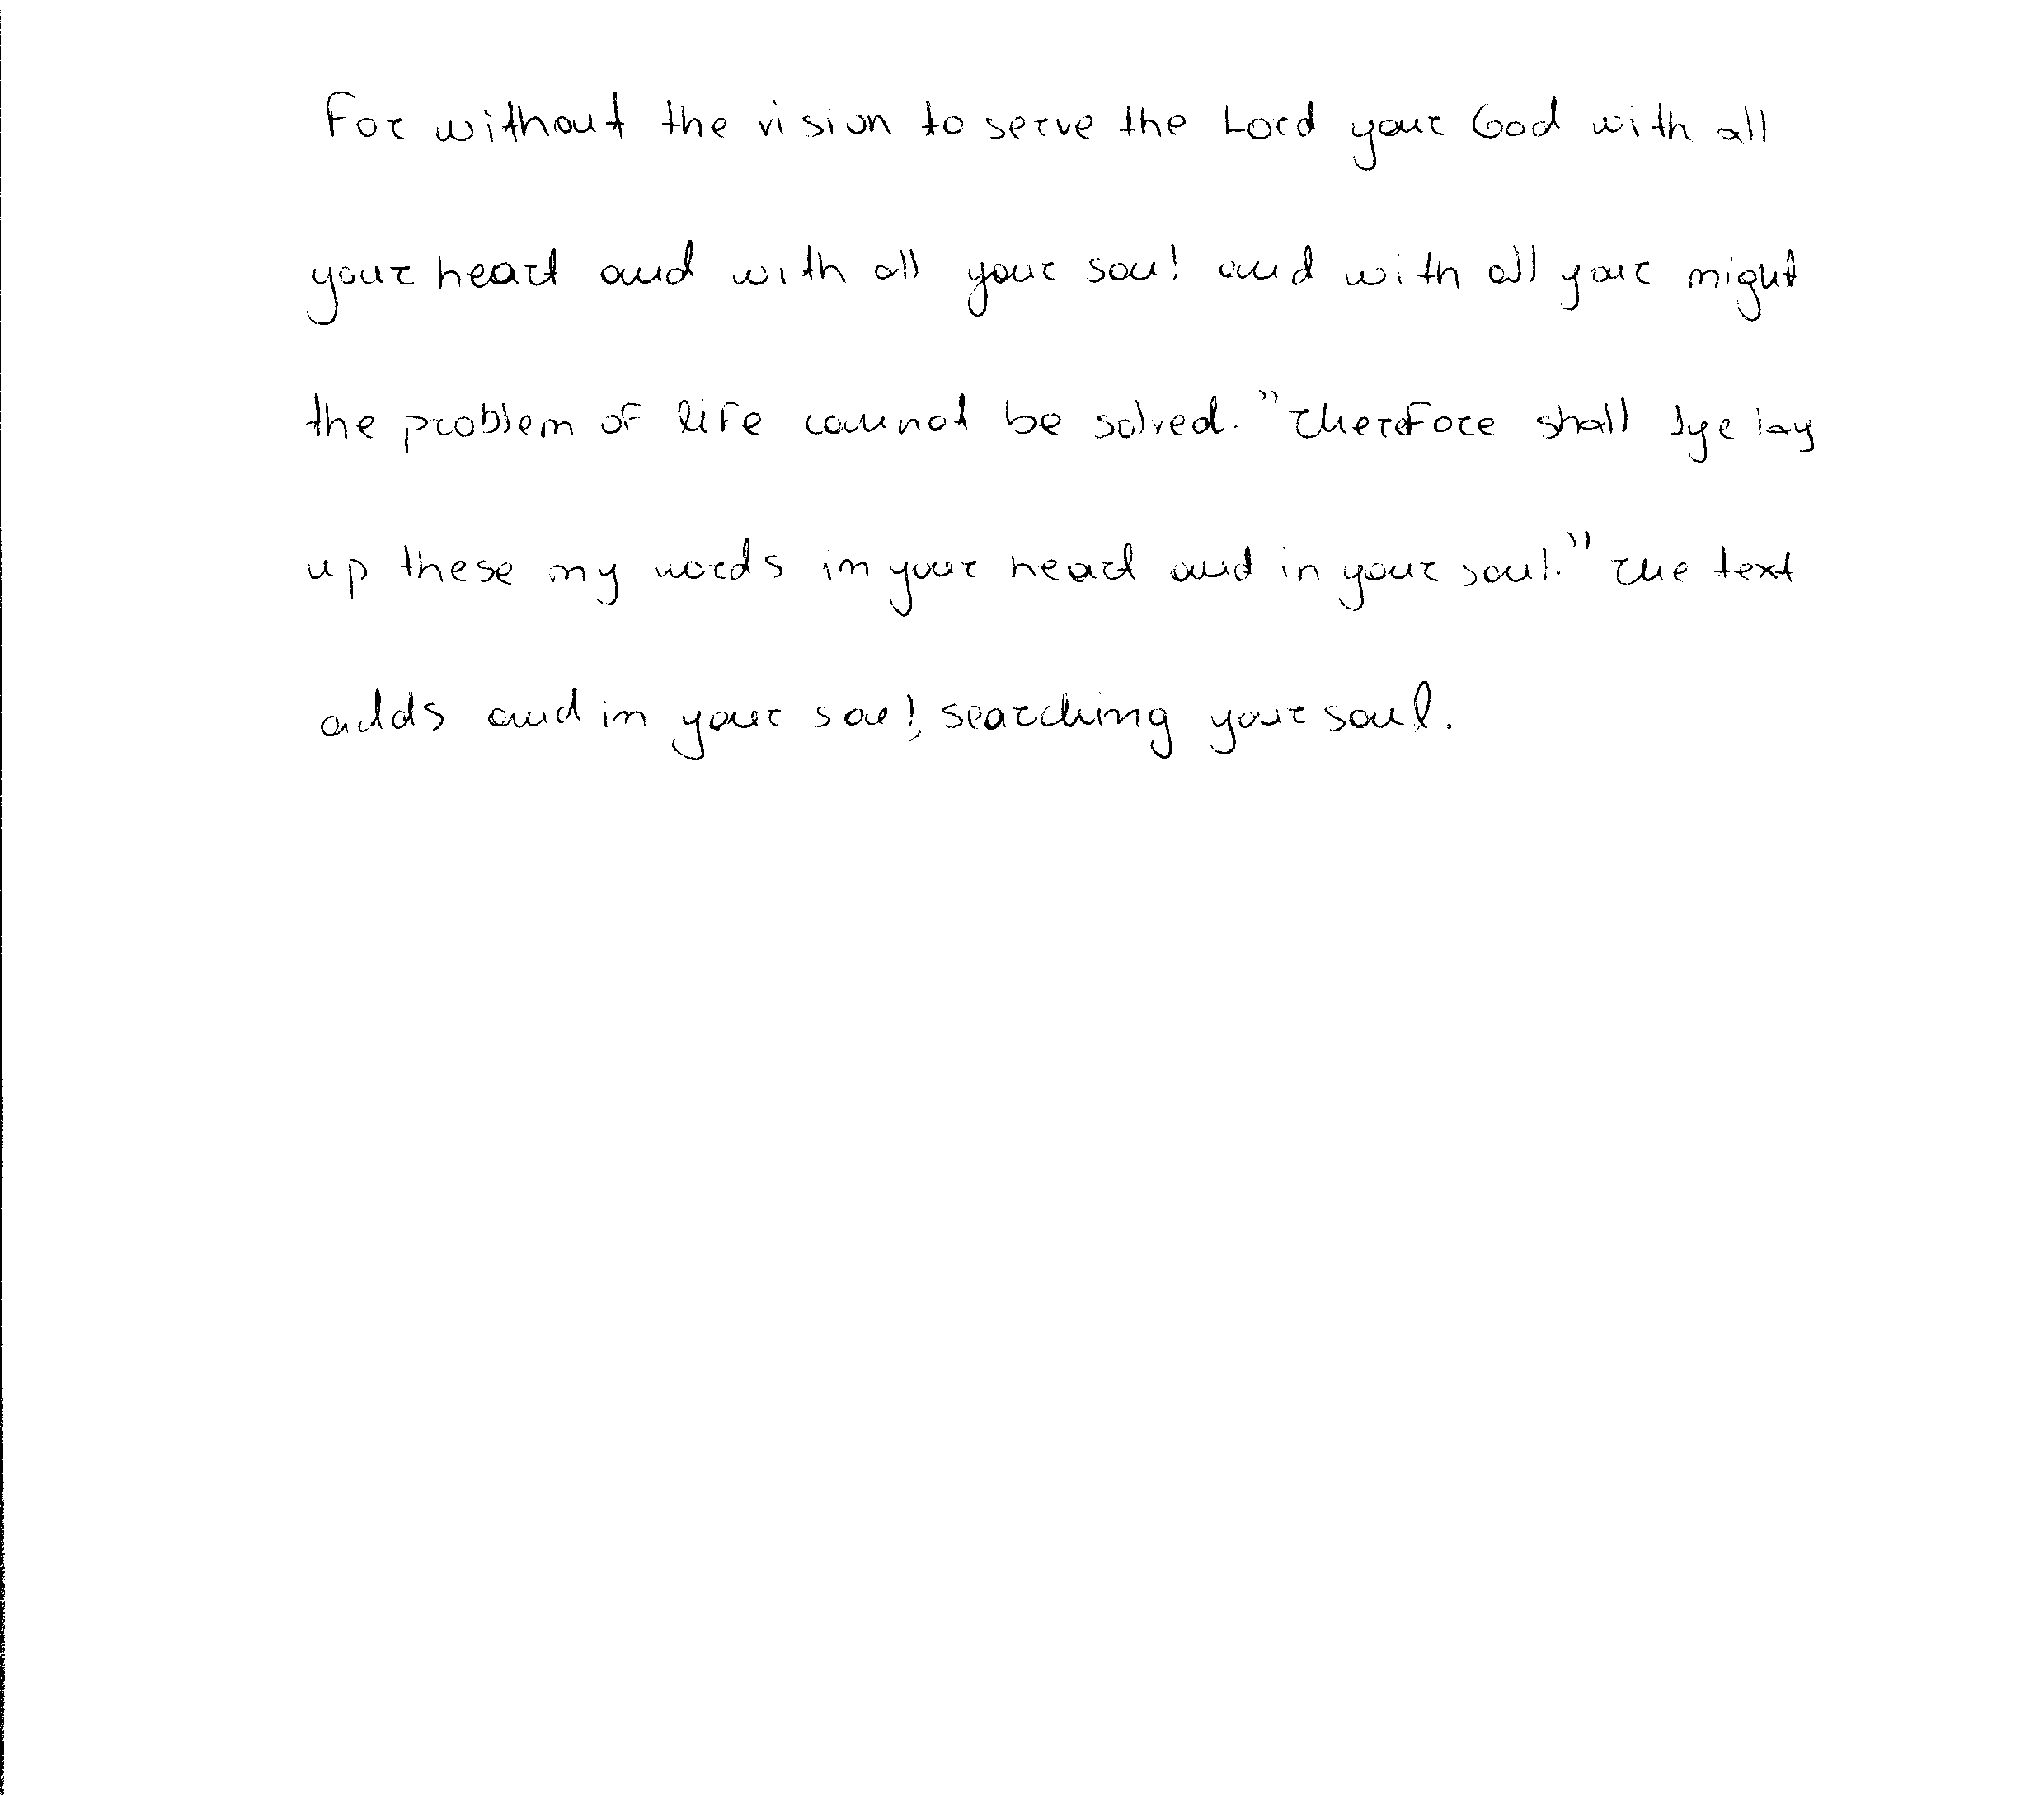 For without the vision to serve the Lord your God with all
your heart and with all your soul and with all your might
the problem of life cannot be solved. "Therefore shall lye lay
up these my words in your heart and in your soul." The text
adds and in your soul, searching your soul.